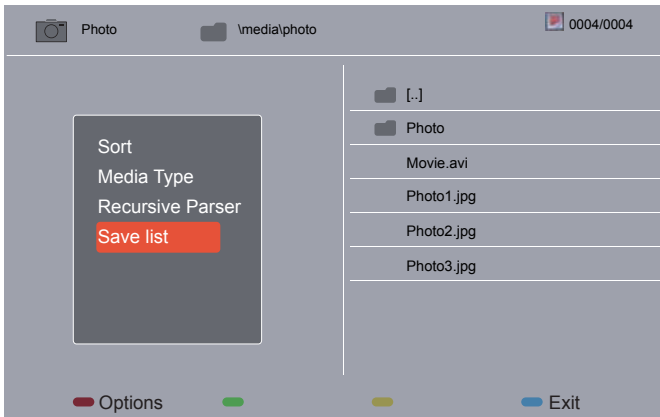 Photo
\media\photo
0004/0004
[..]
Photo
Movie.avi
Photo1.jpg
Photo2.jpg
Photo3.jpg
Sort
Media Type
Recursive Parser
Save list
Options
Exit